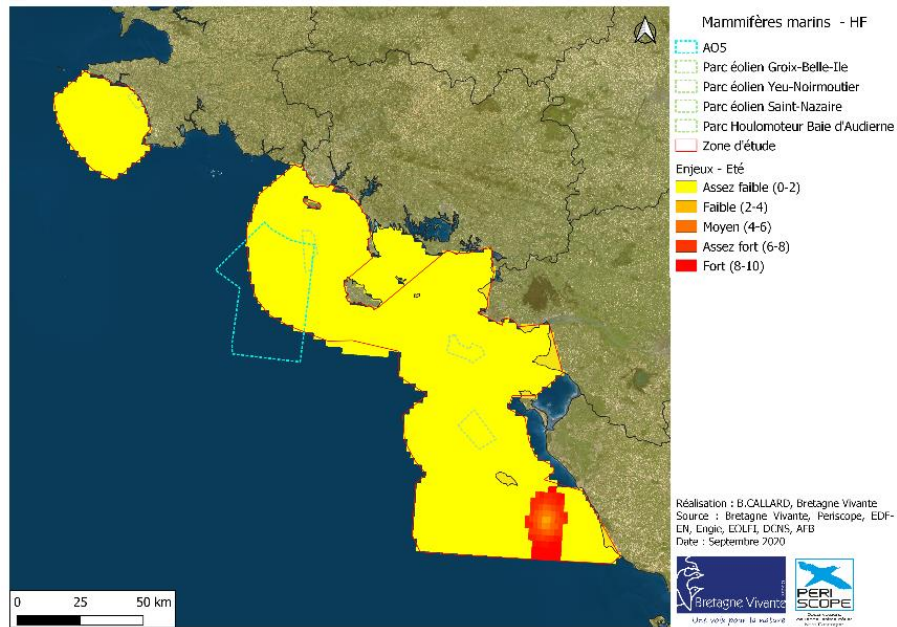 Mammifères marins - HF
AO5
Parc éolien Groix-Belle-Ile
Parc éolien Yeu-Noirmoutier
Parc éolien Saint-Nazaire
Parc Houlomoteur Baie d'Audierne
Zone d'étude
Enjeux - Eté
Assez faible (0-2)
Faible (2-4)
Moyen (4-6)
Assez fort (6-8)
Fort (8-10)
Réalisation : B.CALLARD, Bretagne Vivante
Source : Bretagne Vivante, Periscope, EDF-
EN, Engie, EOLFI, DCNS, AFB
Date : Septembre 2020
Bretagne Vivante
Une voix pour la nature
PERI
SCOPE
0 25 50 km